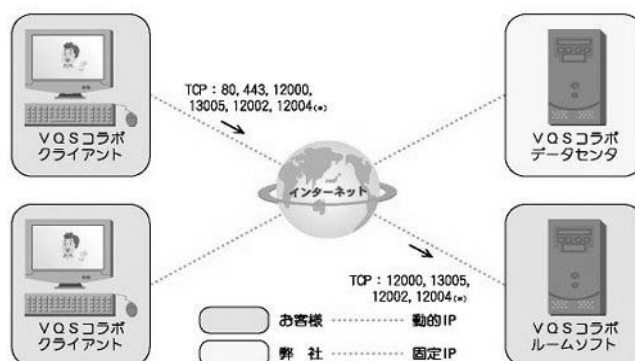 TCP : 80, 443, 12000,
13005, 12002, 12004(*)
VQSコラボ
クライアント
VQSコラボ
データセンタ
インターネット
TCP : 12000, 13005,
12002, 12004(*)
VQSコラボ
クライアント
VQSコラボ
ルームソフト
お客様 ………… 動的IP
弊 社 ………… 固定IP